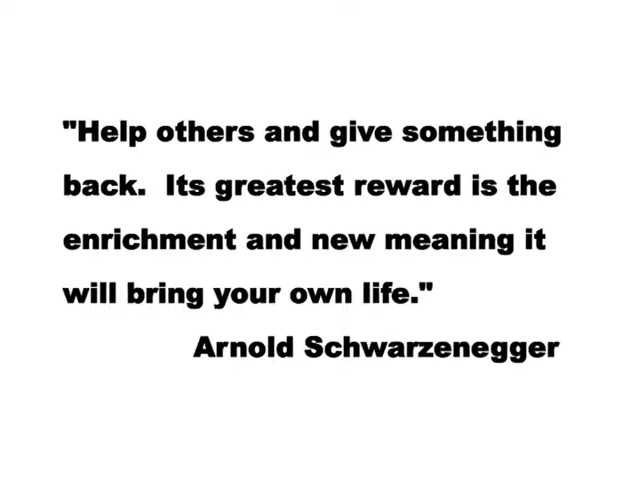 "Help others and give something
back.  Its greatest reward is the
enrichment and new meaning it
will bring your own life."
Arnold Schwarzenegger